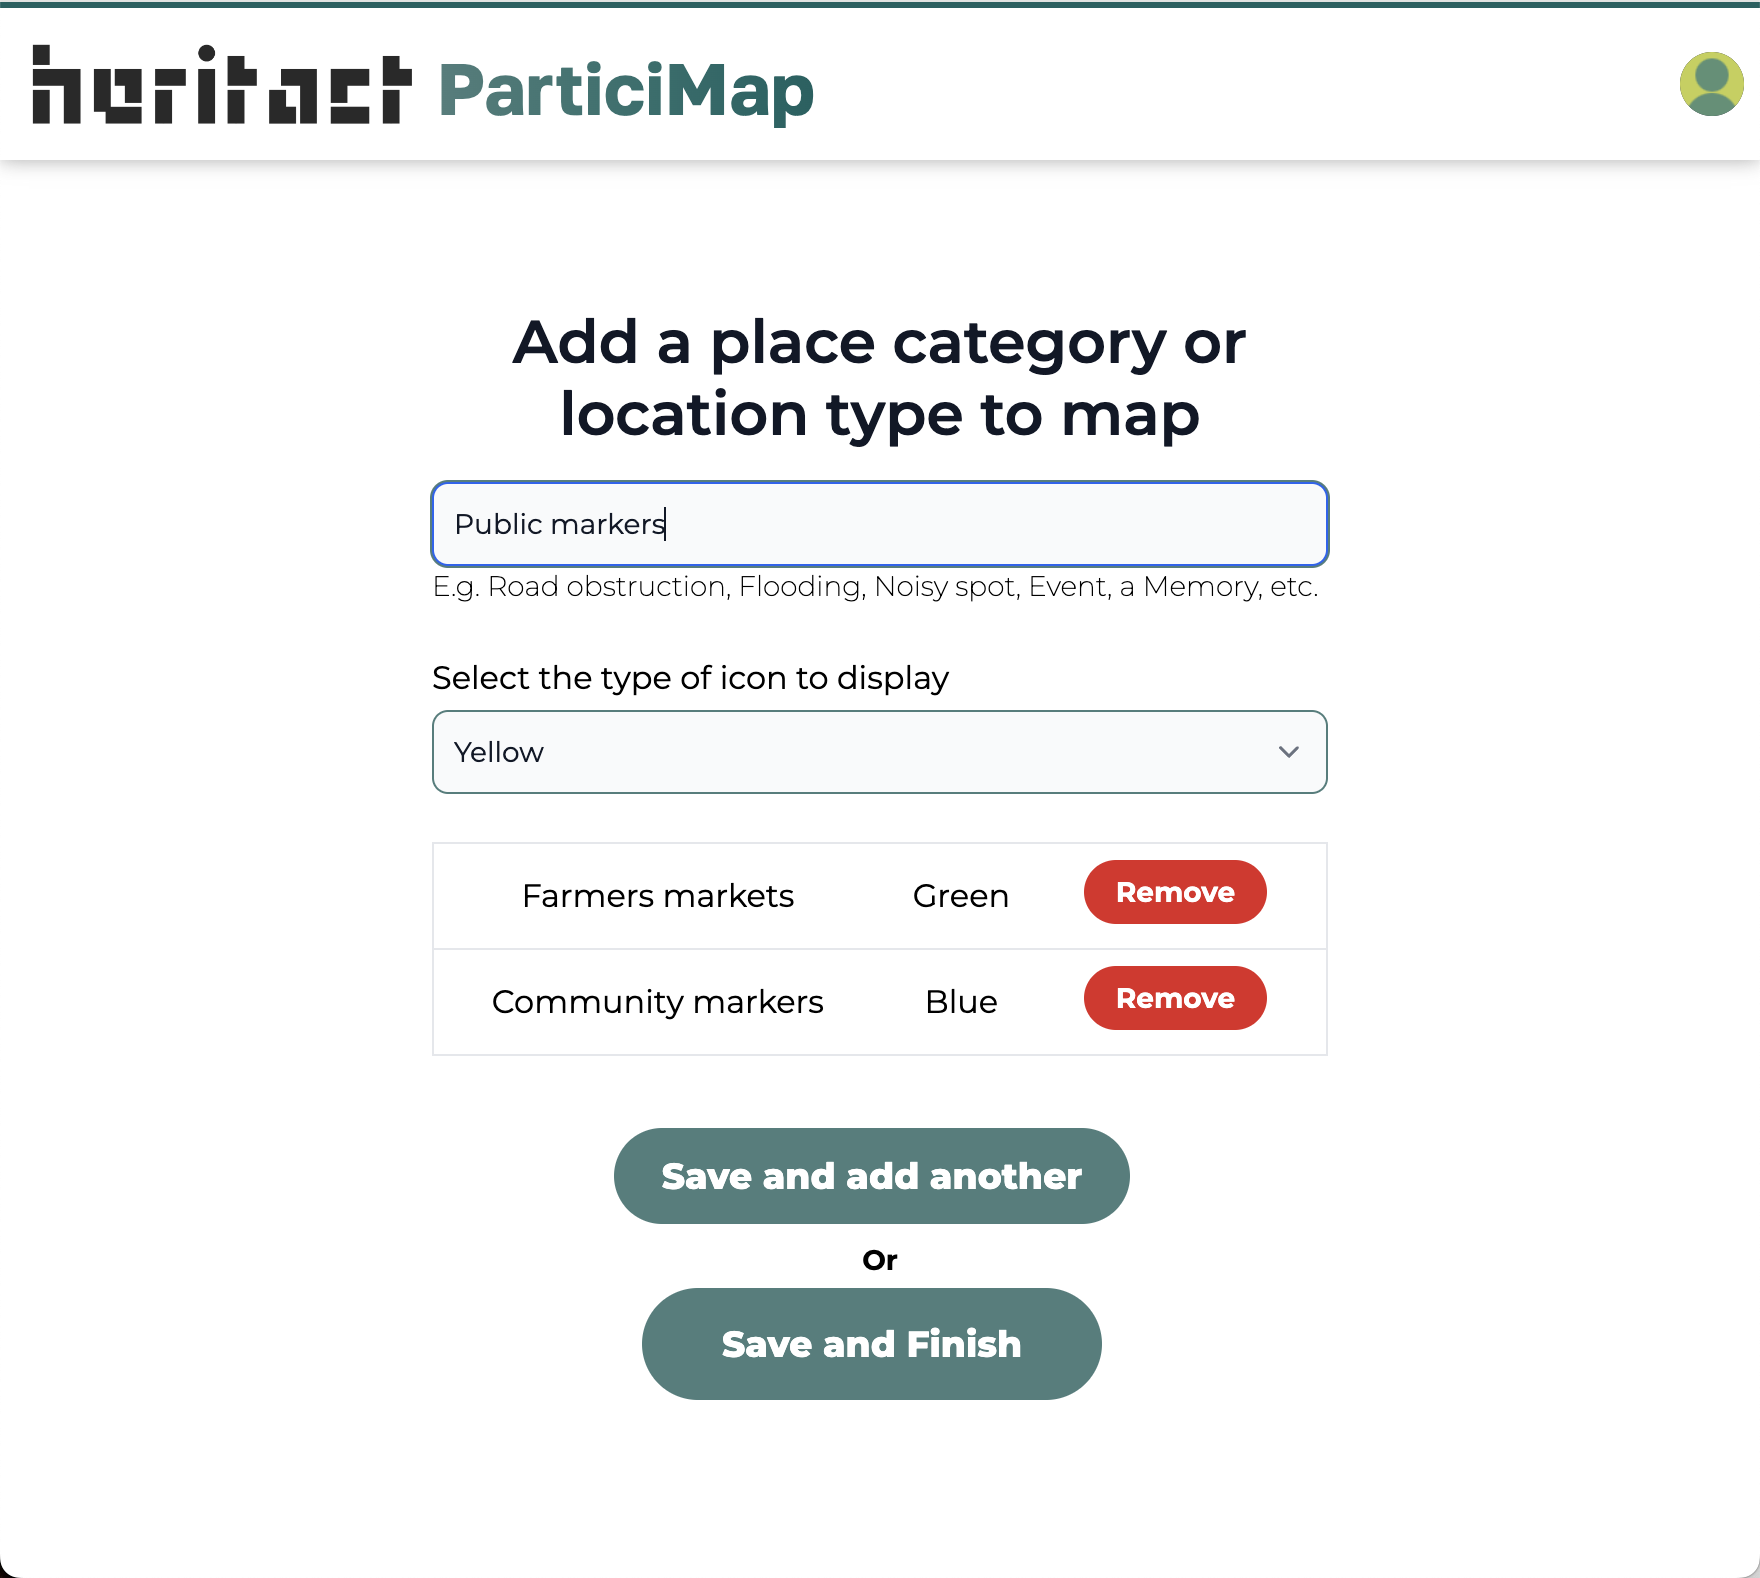 heritact ParticiMap
Add a place category or
location type to map
Public markers
E.g. Road obstruction, Flooding, Noisy spot, Event, a Memory, etc.
Select the type of icon to display
Yellow
Farmers markets Green Remove
Community markers Blue Remove
Save and add another
Or
Save and Finish